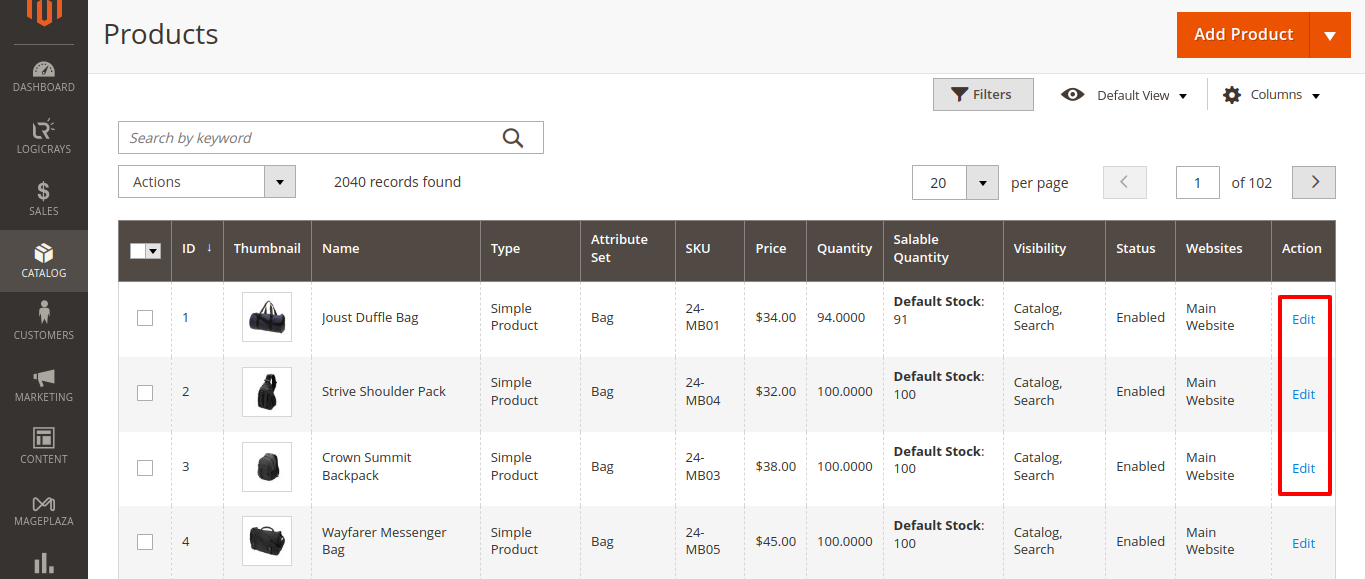 Products
Add Product
DASHBOARD
LOGICRAYS
SALES
CATALOG
CUSTOMERS
MARKETING
CONTENT
MAGEPLAZA
Filters
Default View
Columns
Search by keyword
Actions
2040 records found
20
per page
1
of 102
ID ↓
Thumbnail
Name
Type
Attribute
Set
SKU
Price
Quantity
Salable
Quantity
Visibility
Status
Websites
Action
1
Joust Duffle Bag
Simple
Product
Bag
24-
MB01
$34.00
94.0000
Default Stock:
91
Catalog,
Search
Enabled
Main
Website
Edit
2
Strive Shoulder Pack
Simple
Product
Bag
24-
MB04
$32.00
100.0000
Default Stock:
100
Catalog,
Search
Enabled
Main
Website
Edit
3
Crown Summit
Backpack
Simple
Product
Bag
24-
MB03
$38.00
100.0000
Default Stock:
100
Catalog,
Search
Enabled
Main
Website
Edit
4
Wayfarer Messenger
Bag
Simple
Product
Bag
24-
MB05
$45.00
100.0000
Default Stock:
100
Catalog,
Search
Enabled
Main
Website
Edit